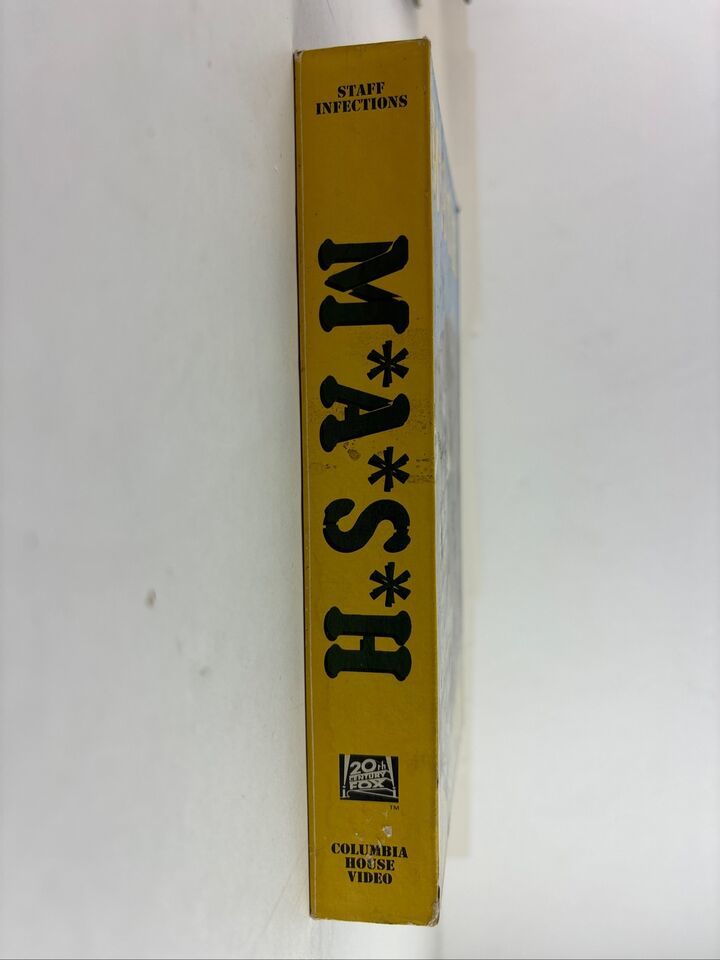 STAFF
INFECTIONS
M*A*S*H
20th
CENTURY
FOX
TM
COLUMBIA
HOUSE
VIDEO